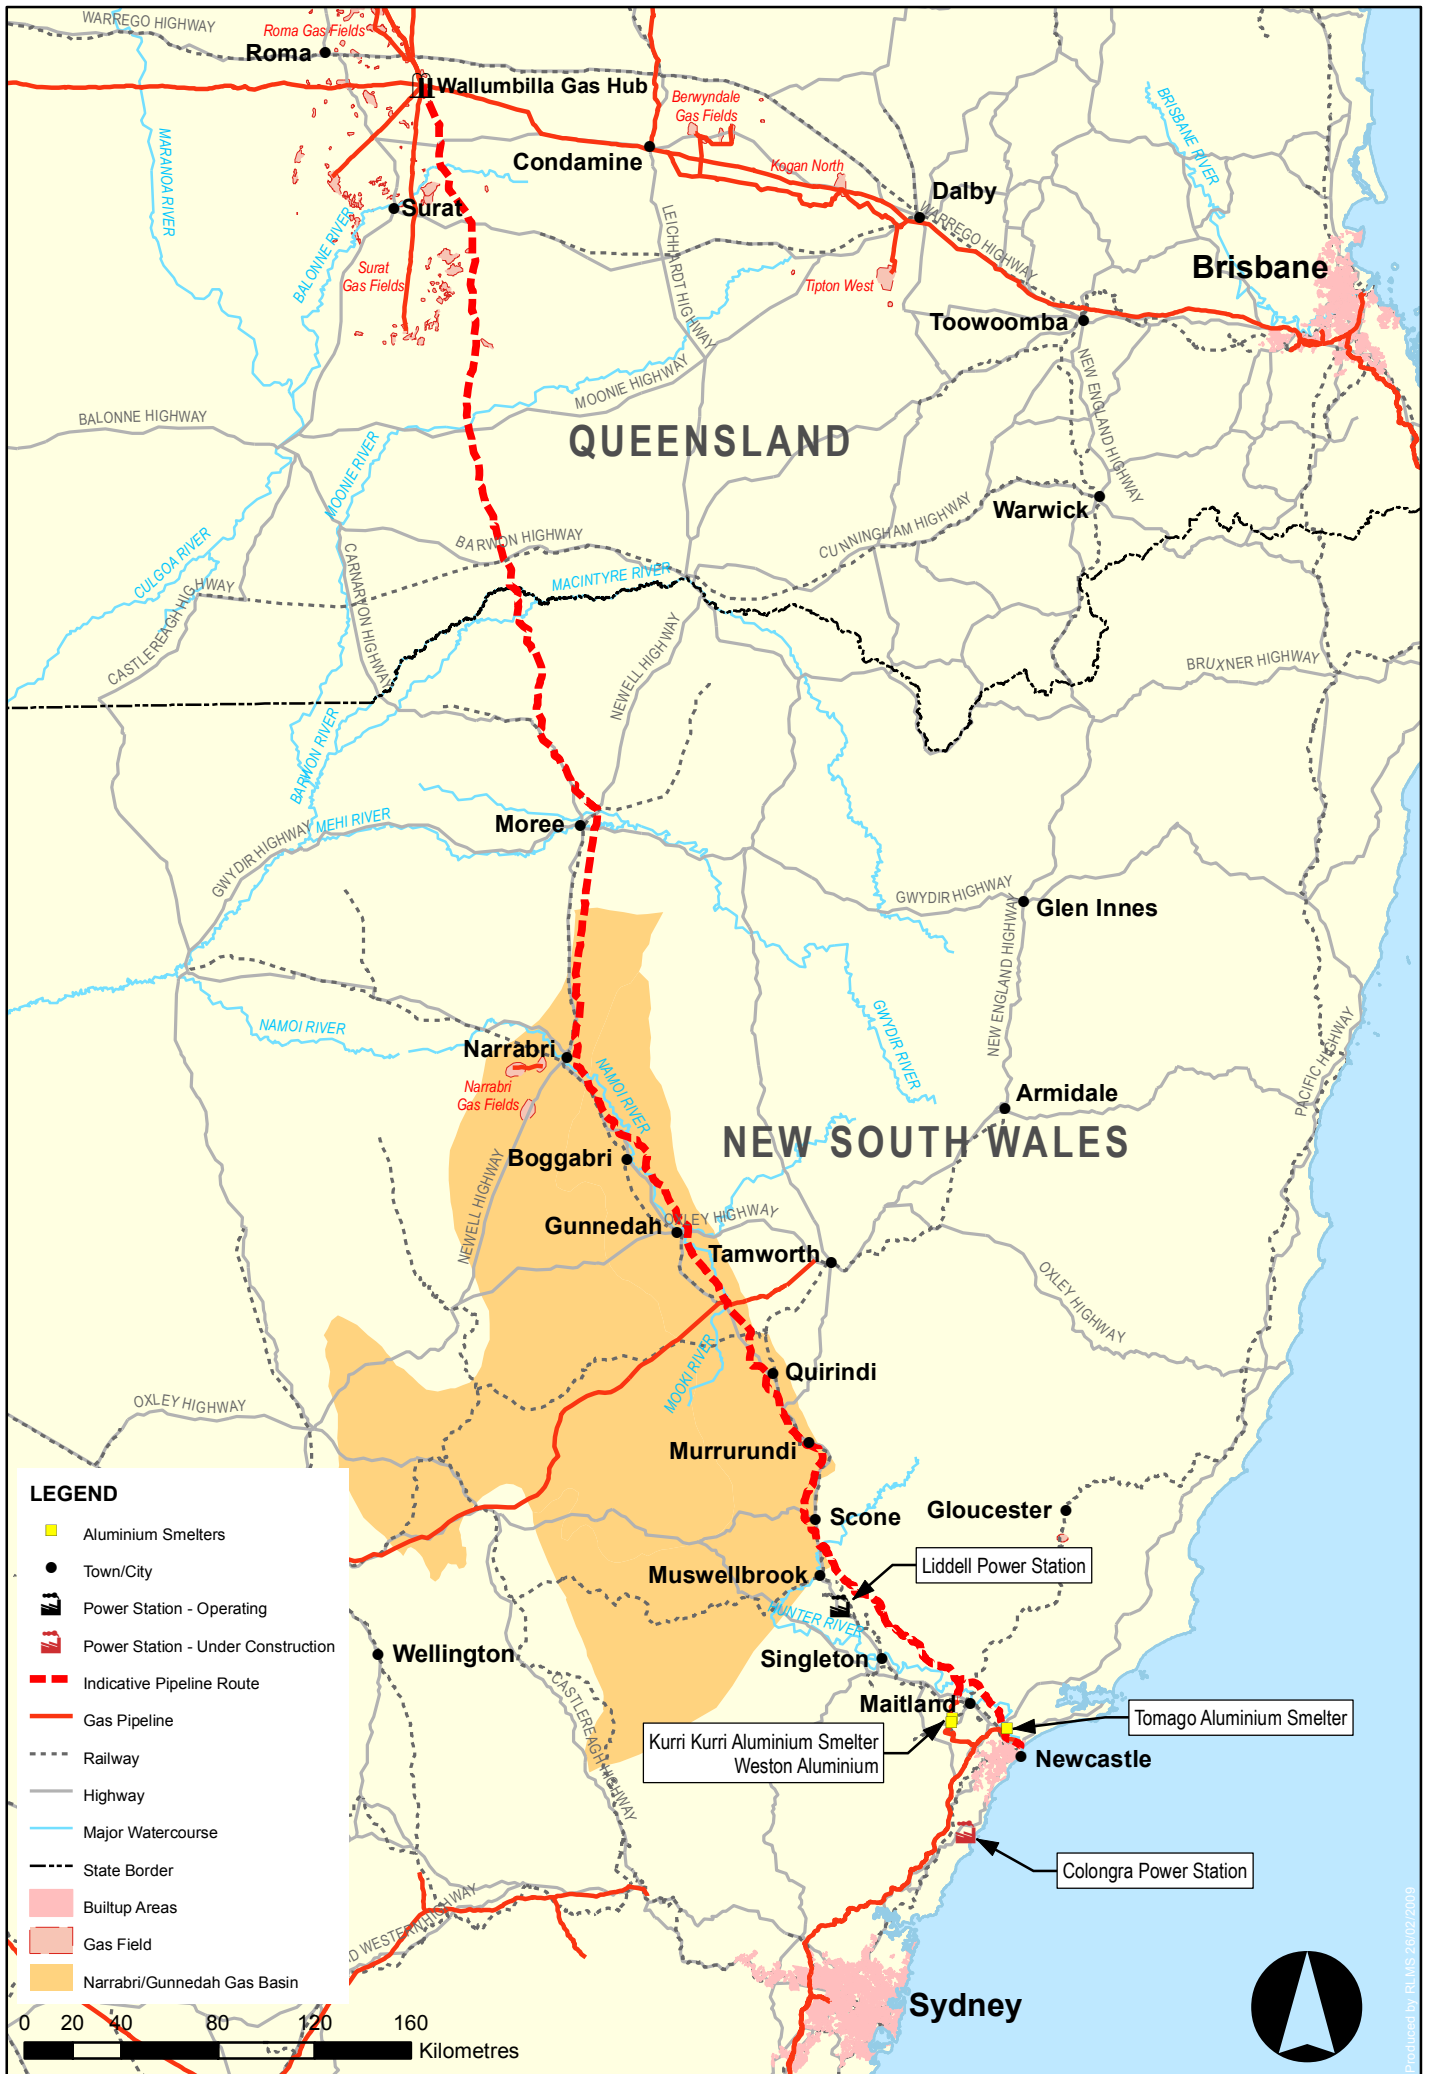 WARREGO HIGHWAY
Roma Gas Fields
Roma
Wallumbilla Gas Hub
Berwyndale
Gas Fields
BRISBANE RIVER
MARANOA RIVER
Condamine
Kogan North
Dalby
Surat
WARREGO HIGHWAY
LEICHHARDT HIGHWAY
BALONNE RIVER
Surat
Gas Fields
Tipton West
Brisbane
Toowoomba
NEW ENGLAND HIGHWAY
MOONIE HIGHWAY
BALONNE HIGHWAY
QUEENSLAND
MOONIE RIVER
Warwick
CUNNINGHAM HIGHWAY
BARWON HIGHWAY
CULGOA RIVER
CARNARVON HIGHWAY
MACINTYRE RIVER
CASTLEREAGH HIGHWAY
NEWELL HIGHWAY
BRUXNER HIGHWAY
BARWON RIVER
MEHI RIVER
Moree
GWYDIR HIGHWAY
GWYDIR HIGHWAY
Glen Innes
NEW ENGLAND HIGHWAY
NAMOI RIVER
GWYDIR RIVER
Narrabri
NAMOI RIVER
Narrabri
Gas Fields
PACIFIC HIGHWAY
Armidale
NEW SOUTH WALES
Boggabri
NEWELL HIGHWAY
Gunnedah
OXLEY HIGHWAY
Tamworth
OXLEY HIGHWAY
MOOKI RIVER
Quirindi
OXLEY HIGHWAY
Murrurundi
Scone
Gloucester
Liddell Power Station
Muswellbrook
HUNTER RIVER
Wellington
Singleton
CASTLEREAGH HIGHWAY
Maitland
Tomago Aluminium Smelter
Kurri Kurri Aluminium Smelter
Weston Aluminium
Newcastle
Colongra Power Station
D WESTERN HIGHWAY
Sydney
LEGEND
Aluminium Smelters
Town/City
Power Station - Operating
Power Station - Under Construction
Indicative Pipeline Route
Gas Pipeline
Railway
Highway
Major Watercourse
State Border
Builtup Areas
Gas Field
Narrabri/Gunnedah Gas Basin
0 20 40 80 120 160
Kilometres
Produced by RLMS 26/02/2009